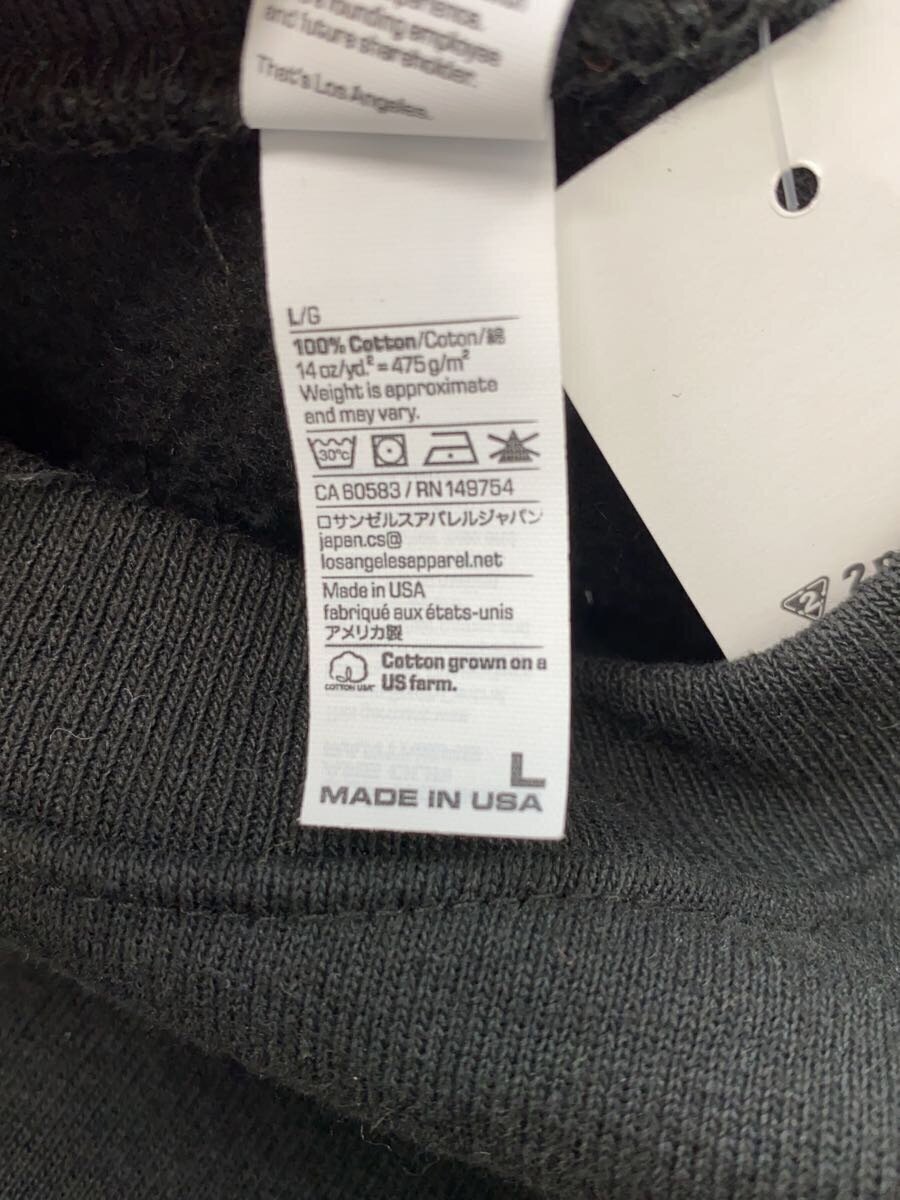 and future shareholder.
That's Los Angeles.
L/G
100% Cotton/Coton/綿
14 oz/yd.² = 475 g/m²
Weight is approximate
and may vary.
30°C
CA 60583 / RN 149754
ロサンゼルスアパレルジャパン
japan.cs@
losangelesapparel.net
Made in USA
fabriqué aux états-unis
アメリカ製
COTTON USA
Cotton grown on a
US farm.
L
MADE IN USA
2